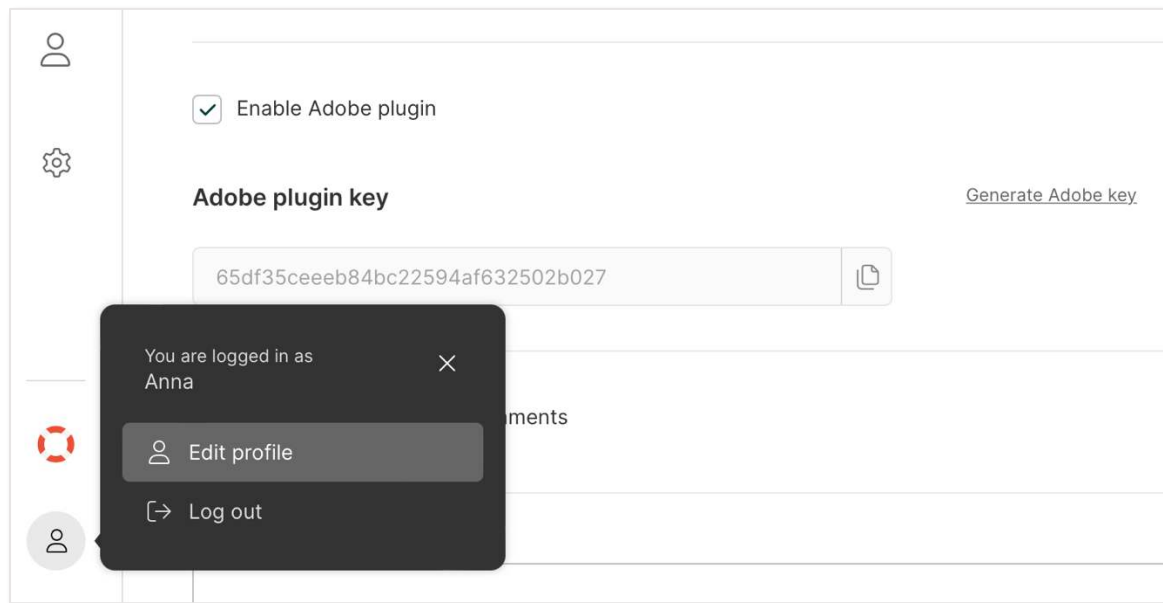 Enable Adobe plugin
Adobe plugin key
Generate Adobe key
65df35ceeeb84bc22594af632502b027
You are logged in as
Anna
Edit profile
Log out